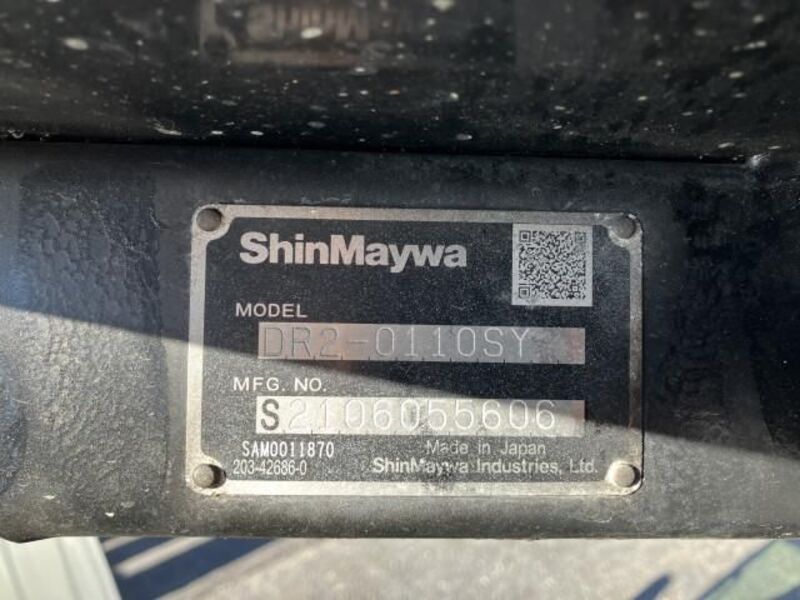 ShinMaywa
MODEL
DR2-0110SY
MFG. NO.
S2106055606
SAM0011870
Made in Japan
203-42686-0
ShinMaywa Industries, Ltd.